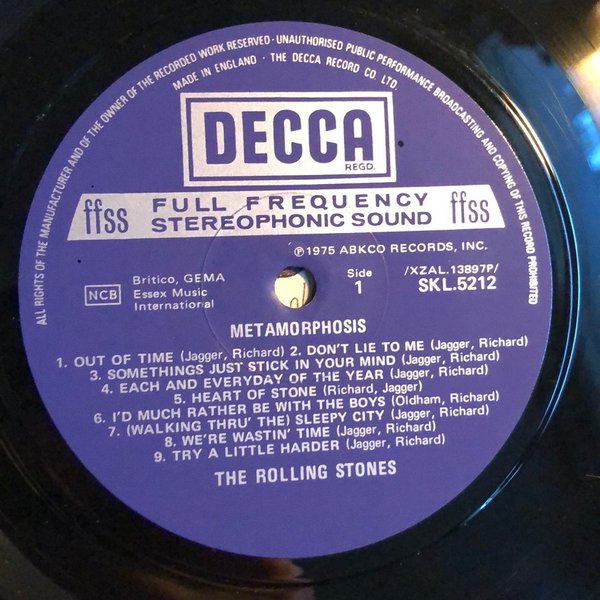 ALL RIGHTS OF THE MANUFACTURER AND OF THE OWNER OF THE RECORDED WORK RESERVED · UNAUTHORISED PUBLIC PERFORMANCE BROADCASTING AND COPYING OF THIS RECORD PROHIBITED
MADE IN ENGLAND · THE DECCA RECORD CO. LTD.
DECCA
REGD.
ffss FULL FREQUENCY ffss
STEREOPHONIC SOUND
℗1975 ABKCO RECORDS, INC.
NCB
Britico, GEMA
Essex Music
International
Side
1
/XZAL.13897P/
SKL.5212
METAMORPHOSIS
1. OUT OF TIME (Jagger, Richard) 2. DON'T LIE TO ME (Jagger, Richard)
3. SOMETHINGS JUST STICK IN YOUR MIND (Jagger, Richard)
4. EACH AND EVERYDAY OF THE YEAR (Jagger, Richard)
5. HEART OF STONE (Richard, Jagger)
6. I'D MUCH RATHER BE WITH THE BOYS (Oldham, Richard)
7. (WALKING THRU' THE) SLEEPY CITY (Jagger, Richard)
8. WE'RE WASTIN' TIME (Jagger, Richard)
9. TRY A LITTLE HARDER (Jagger, Richard)
THE ROLLING STONES